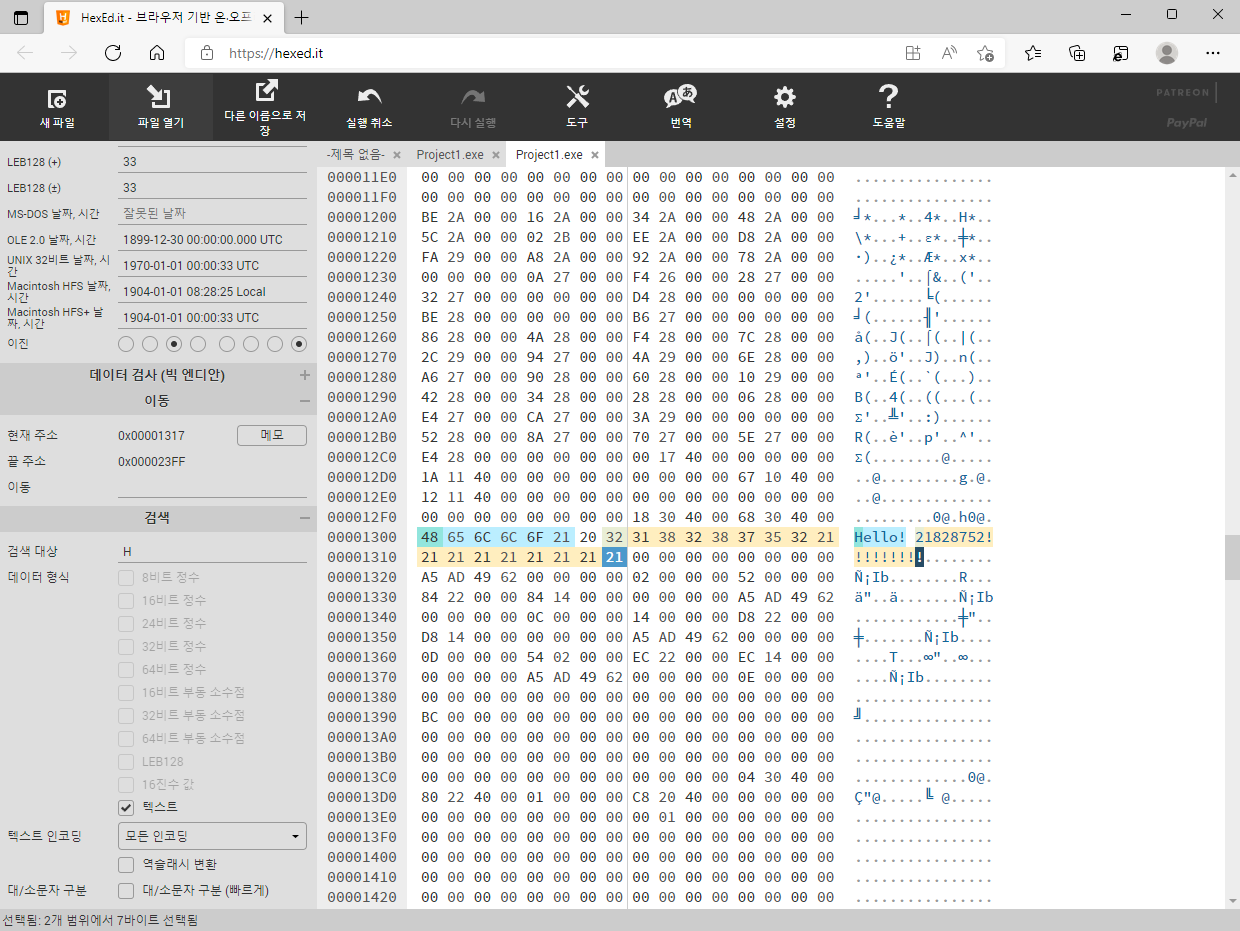 HexEd.it - 브라우저 기반 온·오프
https://hexed.it
새 파일
파일 열기
다른 이름으로 저장
실행 취소
다시 실행
도구
번역
설정
도움말
PATREON
PayPal
LEB128 (+) 33
LEB128 (±) 33
MS-DOS 날짜, 시간 잘못된 날짜
OLE 2.0 날짜, 시간 1899-12-30 00:00:00.000 UTC
UNIX 32비트 날짜, 시간 1970-01-01 00:00:33 UTC
Macintosh HFS 날짜, 시간 1904-01-01 08:28:25 Local
Macintosh HFS+ 날짜, 시간 1904-01-01 00:00:33 UTC
이진
데이터 검사 (빅 엔디안)
이동
현재 주소 0x00001317 메모
끝 주소 0x000023FF
이동
검색
검색 대상 H
데이터 형식 8비트 정수
16비트 정수
24비트 정수
32비트 정수
64비트 정수
16비트 부동 소수점
32비트 부동 소수점
64비트 부동 소수점
LEB128
16진수 값
텍스트
텍스트 인코딩 모든 인코딩
역슬래시 변환
대/소문자 구분 대/소문자 구분 (빠르게)
선택됨: 2개 범위에서 7바이트 선택됨
-제목 없음- Project1.exe Project1.exe
000011E0 00 00 00 00 00 00 00 00 00 00 00 00 00 00 00 00 ................
000011F0 00 00 00 00 00 00 00 00 00 00 00 00 00 00 00 00 ................
00001200 BE 2A 00 00 16 2A 00 00 34 2A 00 00 48 2A 00 00 ╛*...*..4*..H*..
00001210 5C 2A 00 00 02 2B 00 00 EE 2A 00 00 D8 2A 00 00 \*...+..ε*..╪*..
00001220 FA 29 00 00 A8 2A 00 00 92 2A 00 00 78 2A 00 00 ·)..¿*..Æ*..x*..
00001230 00 00 00 00 0A 27 00 00 F4 26 00 00 28 27 00 00 .....'..⌠&..('..
00001240 32 27 00 00 00 00 00 00 D4 28 00 00 00 00 00 00 2'......╘(......
00001250 BE 28 00 00 00 00 00 00 B6 27 00 00 00 00 00 00 ╛(......╢'......
00001260 86 28 00 00 4A 28 00 00 F4 28 00 00 7C 28 00 00 å(..J(..⌠(..|(..
00001270 2C 29 00 00 94 27 00 00 4A 29 00 00 6E 28 00 00 ,)..ö'..J)..n(..
00001280 A6 27 00 00 90 28 00 00 60 28 00 00 10 29 00 00 ª'..É(..`(...)..
00001290 42 28 00 00 34 28 00 00 28 28 00 00 06 28 00 00 B(..4(..((...(..
000012A0 E4 27 00 00 CA 27 00 00 3A 29 00 00 00 00 00 00 Σ'..╩'..:)......
000012B0 52 28 00 00 8A 27 00 00 70 27 00 00 5E 27 00 00 R(..è'..p'..^'..
000012C0 E4 28 00 00 00 00 00 00 00 17 40 00 00 00 00 00 Σ(........@.....
000012D0 1A 11 40 00 00 00 00 00 00 00 00 00 67 10 40 00 ..@.........g.@.
000012E0 12 11 40 00 00 00 00 00 00 00 00 00 00 00 00 00 ..@.............
000012F0 00 00 00 00 00 00 00 00 18 30 40 00 68 30 40 00 .........0@.h0@.
00001300 48 65 6C 6C 6F 21 20 32 31 38 32 38 37 35 32 21 Hello! 21828752!
00001310 21 21 21 21 21 21 21 21 00 00 00 00 00 00 00 00 !!!!!!!!........
00001320 A5 AD 49 62 00 00 00 00 02 00 00 00 52 00 00 00 Ñ¡Ib........R...
00001330 84 22 00 00 84 14 00 00 00 00 00 00 A5 AD 49 62 ä"..ä.......Ñ¡Ib
00001340 00 00 00 00 0C 00 00 00 14 00 00 00 D8 22 00 00 ............╪"..
00001350 D8 14 00 00 00 00 00 00 A5 AD 49 62 00 00 00 00 ╪.......Ñ¡Ib....
00001360 0D 00 00 00 54 02 00 00 EC 22 00 00 EC 14 00 00 ....T...∞"..∞...
00001370 00 00 00 00 A5 AD 49 62 00 00 00 00 0E 00 00 00 ....Ñ¡Ib........
00001380 00 00 00 00 00 00 00 00 00 00 00 00 00 00 00 00 ................
00001390 BC 00 00 00 00 00 00 00 00 00 00 00 00 00 00 00 ╝...............
000013A0 00 00 00 00 00 00 00 00 00 00 00 00 00 00 00 00 ................
000013B0 00 00 00 00 00 00 00 00 00 00 00 00 00 00 00 00 ................
000013C0 00 00 00 00 00 00 00 00 00 00 00 00 04 30 40 00 .............0@.
000013D0 80 22 40 00 01 00 00 00 C8 20 40 00 00 00 00 00 Ç"@.....╚ @.....
000013E0 00 00 00 00 00 00 00 00 00 01 00 00 00 00 00 00 ................
000013F0 00 00 00 00 00 00 00 00 00 00 00 00 00 00 00 00 ................
00001400 00 00 00 00 00 00 00 00 00 00 00 00 00 00 00 00 ................
00001410 00 00 00 00 00 00 00 00 00 00 00 00 00 00 00 00 ................
00001420 00 00 00 00 00 00 00 00 00 00 00 00 00 00 00 00 ................